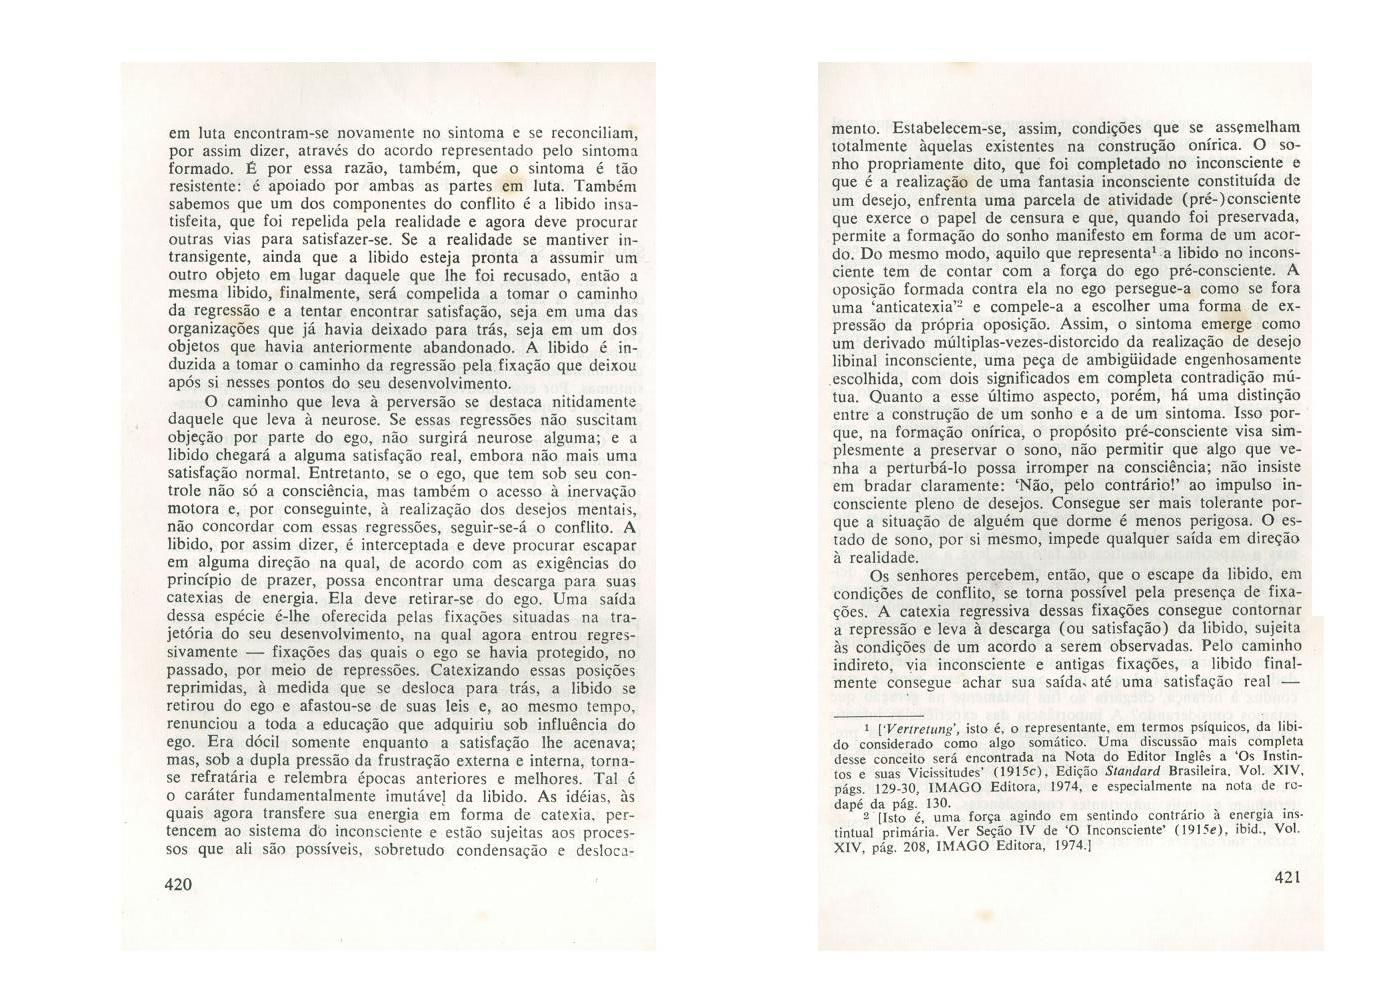 em luta encontram-se novamente no sintoma e se reconciliam,
por assim dizer, através do acordo representado pelo sintoma
formado. É por essa razão, também, que o sintoma é tão
resistente: é apoiado por ambas as partes em luta. Também
sabemos que um dos componentes do conflito é a libido insa-
tisfeita, que foi repelida pela realidade e agora deve procurar
outras vias para satisfazer-se. Se a realidade se mantiver in-
transigente, ainda que a libido esteja pronta a assumir um
outro objeto em lugar daquele que lhe foi recusado, então a
mesma libido, finalmente, será compelida a tomar o caminho
da regressão e a tentar encontrar satisfação, seja em uma das
organizações que já havia deixado para trás, seja em um dos
objetos que havia anteriormente abandonado. A libido é in-
duzida a tomar o caminho da regressão pela fixação que deixou
após si nesses pontos do seu desenvolvimento.
O caminho que leva à perversão se destaca nitidamente
daquele que leva à neurose. Se essas regressões não suscitam
objeção por parte do ego, não surgirá neurose alguma; e a
libido chegará a alguma satisfação real, embora não mais uma
satisfação normal. Entretanto, se o ego, que tem sob seu con-
trole não só a consciência, mas também o acesso à inervação
motora e, por conseguinte, à realização dos desejos mentais,
não concordar com essas regressões, seguir-se-á o conflito. A
libido, por assim dizer, é interceptada e deve procurar escapar
em alguma direção na qual, de acordo com as exigências do
princípio de prazer, possa encontrar uma descarga para suas
catexias de energia. Ela deve retirar-se do ego. Uma saída
dessa espécie é-lhe oferecida pelas fixações situadas na tra-
jetória do seu desenvolvimento, na qual agora entrou regres-
sivamente — fixações das quais o ego se havia protegido, no
passado, por meio de repressões. Catexizando essas posições
reprimidas, à medida que se desloca para trás, a libido se
retirou do ego e afastou-se de suas leis e, ao mesmo tempo,
renunciou a toda a educação que adquiriu sob influência do
ego. Era dócil somente enquanto a satisfação lhe acenava;
mas, sob a dupla pressão da frustração externa e interna, torna-
se refratária e relembra épocas anteriores e melhores. Tal é
o caráter fundamentalmente imutável da libido. As idéias, às
quais agora transfere sua energia em forma de catexia, per-
tencem ao sistema do inconsciente e estão sujeitas aos proces-
sos que ali são possíveis, sobretudo condensação e desloca-
420
mento. Estabelecem-se, assim, condições que se assemelham
totalmente àquelas existentes na construção onírica. O so-
nho propriamente dito, que foi completado no inconsciente e
que é a realização de uma fantasia inconsciente constituída de
um desejo, enfrenta uma parcela de atividade (pré-)consciente
que exerce o papel de censura e que, quando foi preservada,
permite a formação do sonho manifesto em forma de um acor-
do. Do mesmo modo, aquilo que representa¹ a libido no incons-
ciente tem de contar com a força do ego pré-consciente. A
oposição formada contra ela no ego persegue-a como se fora
uma ‘anticatexia’² e compele-a a escolher uma forma de ex-
pressão da própria oposição. Assim, o sintoma emerge como
um derivado múltiplas-vezes-distorcido da realização de desejo
libinal inconsciente, uma peça de ambigüidade engenhosamente
escolhida, com dois significados em completa contradição mú-
tua. Quanto a esse último aspecto, porém, há uma distinção
entre a construção de um sonho e a de um sintoma. Isso por-
que, na formação onírica, o propósito pré-consciente visa sim-
plesmente a preservar o sono, não permitir que algo que ve-
nha a perturbá-lo possa irromper na consciência; não insiste
em bradar claramente: ‘Não, pelo contrário!’ ao impulso in-
consciente pleno de desejos. Consegue ser mais tolerante por-
que a situação de alguém que dorme é menos perigosa. O es-
tado de sono, por si mesmo, impede qualquer saída em direção
à realidade.
Os senhores percebem, então, que o escape da libido, em
condições de conflito, se torna possível pela presença de fixa-
ções. A catexia regressiva dessas fixações consegue contornar
a repressão e leva à descarga (ou satisfação) da libido, sujeita
às condições de um acordo a serem observadas. Pelo caminho
indireto, via inconsciente e antigas fixações, a libido final-
mente consegue achar sua saída até uma satisfação real —
¹ [‘Vertretung’, isto é, o representante, em termos psíquicos, da libi-
do considerado como algo somático. Uma discussão mais completa
desse conceito será encontrada na Nota do Editor Inglês a ‘Os Instin-
tos e suas Vicissitudes’ (1915c), Edição Standard Brasileira, Vol. XIV,
págs. 129-30, IMAGO Editora, 1974, e especialmente na nota de ro-
dapé da pág. 130.
² [Isto é, uma força agindo em sentindo contrário à energia ins-
tintual primária. Ver Seção IV de ‘O Inconsciente’ (1915e), ibid., Vol.
XIV, pág. 208, IMAGO Editora, 1974.]
421